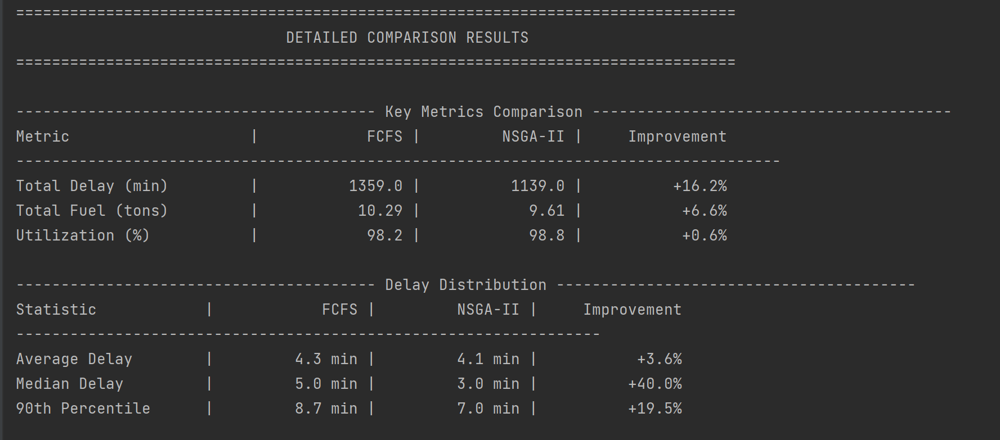 ================================================================================
                              DETAILED COMPARISON RESULTS
================================================================================

---------------------------------------- Key Metrics Comparison ----------------------------------------
Metric                    |            FCFS |         NSGA-II |     Improvement
-------------------------------------------------------------------------------------
Total Delay (min)         |          1359.0 |          1139.0 |          +16.2%
Total Fuel (tons)         |           10.29 |            9.61 |           +6.6%
Utilization (%)           |            98.2 |            98.8 |           +0.6%

---------------------------------------- Delay Distribution ----------------------------------------
Statistic            |            FCFS |         NSGA-II |     Improvement
-----------------------------------------------------------------
Average Delay        |         4.3 min |         4.1 min |           +3.6%
Median Delay         |         5.0 min |         3.0 min |          +40.0%
90th Percentile      |         8.7 min |         7.0 min |          +19.5%